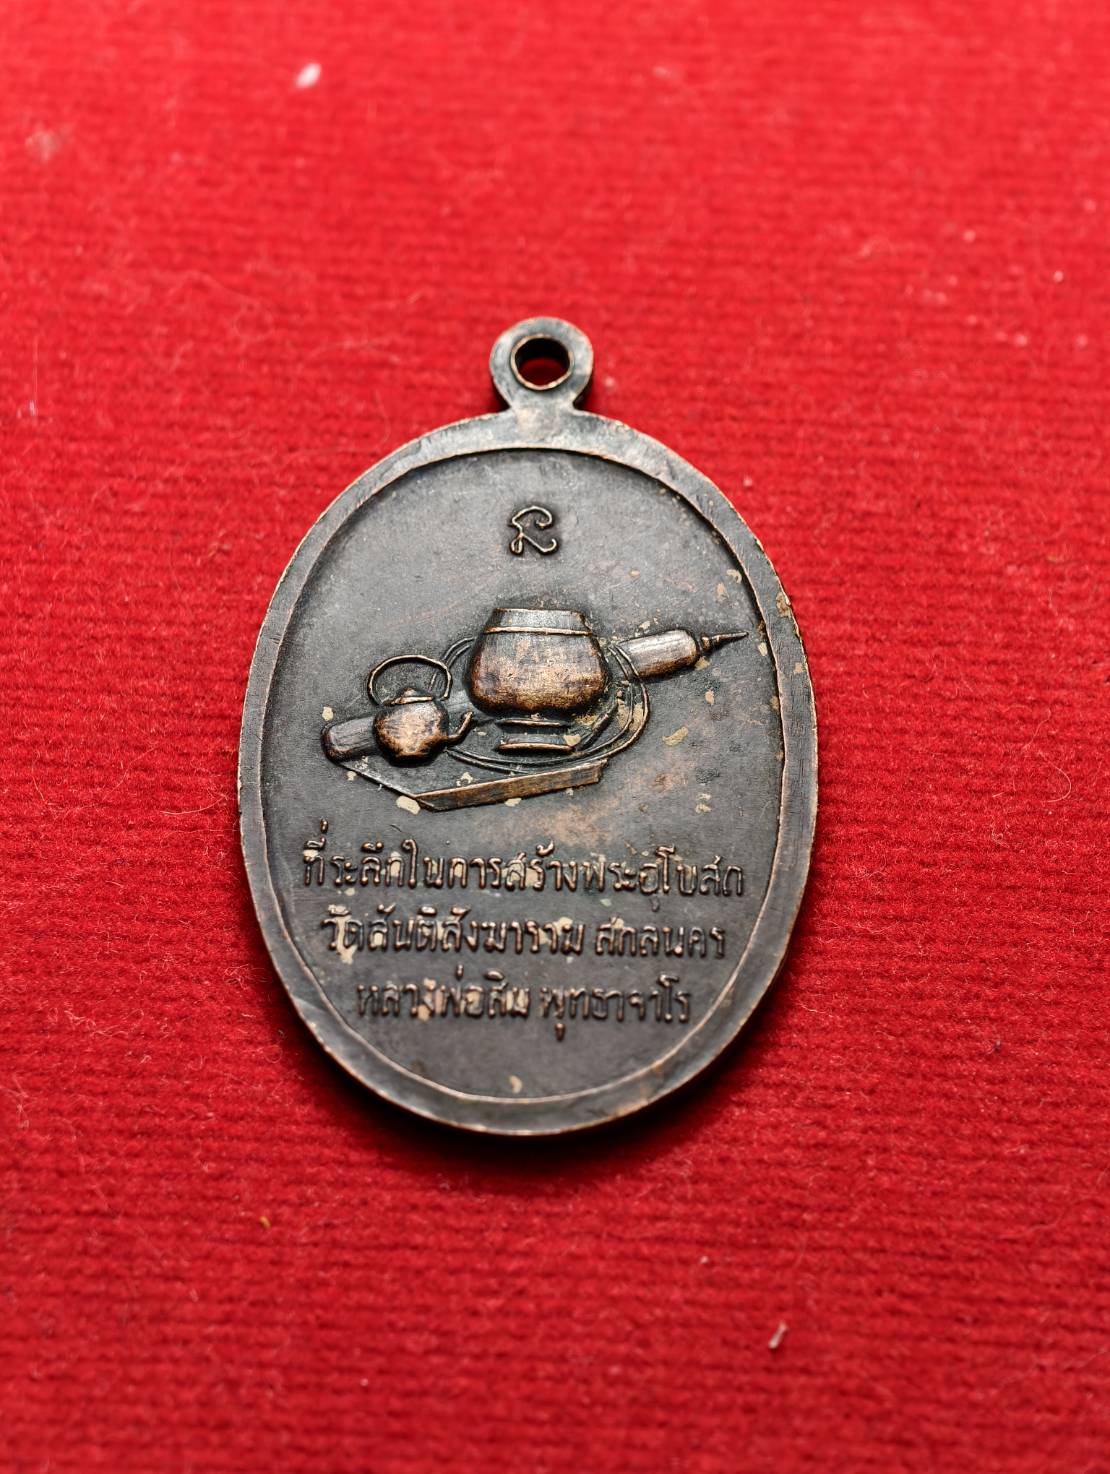 ที่ระลึกในการสร้างพระอุโบสถ
วัดสันติสังฆาราม สกลนคร
หลวงพ่อสิม พุทธาจาโร